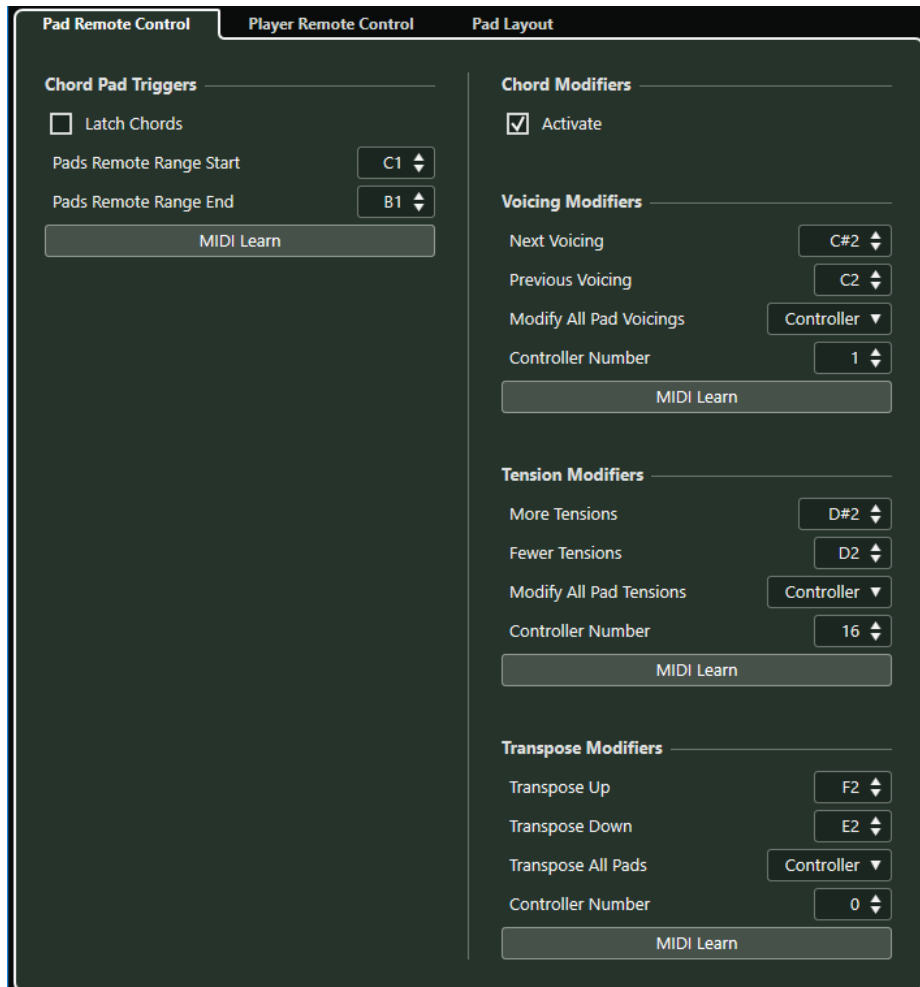 Pad Remote Control
Player Remote Control
Pad Layout
Chord Pad Triggers
Latch Chords
Pads Remote Range Start C1
Pads Remote Range End B1
MIDI Learn
Chord Modifiers
Activate
Voicing Modifiers
Next Voicing C#2
Previous Voicing C2
Modify All Pad Voicings Controller
Controller Number 1
MIDI Learn
Tension Modifiers
More Tensions D#2
Fewer Tensions D2
Modify All Pad Tensions Controller
Controller Number 16
MIDI Learn
Transpose Modifiers
Transpose Up F2
Transpose Down E2
Transpose All Pads Controller
Controller Number 0
MIDI Learn